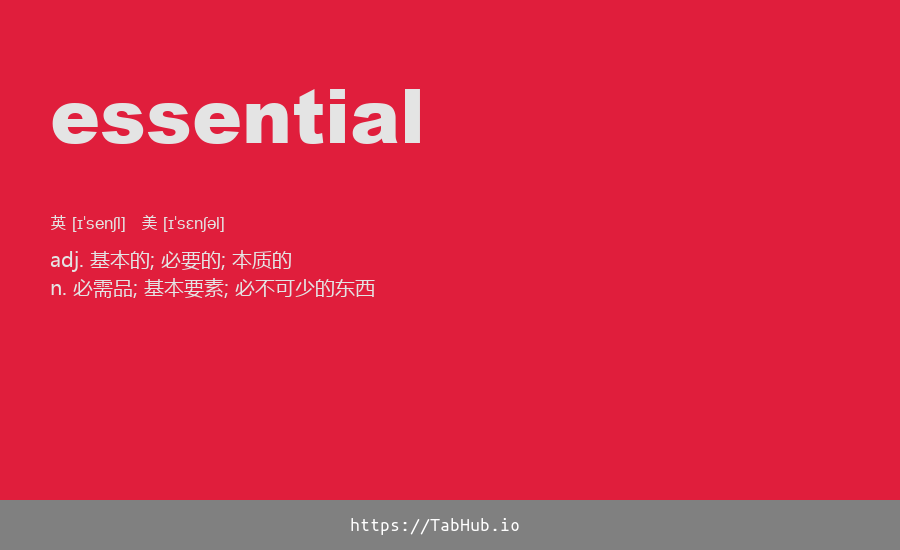 essential
英 [ɪˈsenʃl] 美 [ɪˈsɛnʃəl]
adj. 基本的; 必要的; 本质的
n. 必需品; 基本要素; 必不可少的东西
https://TabHub.io